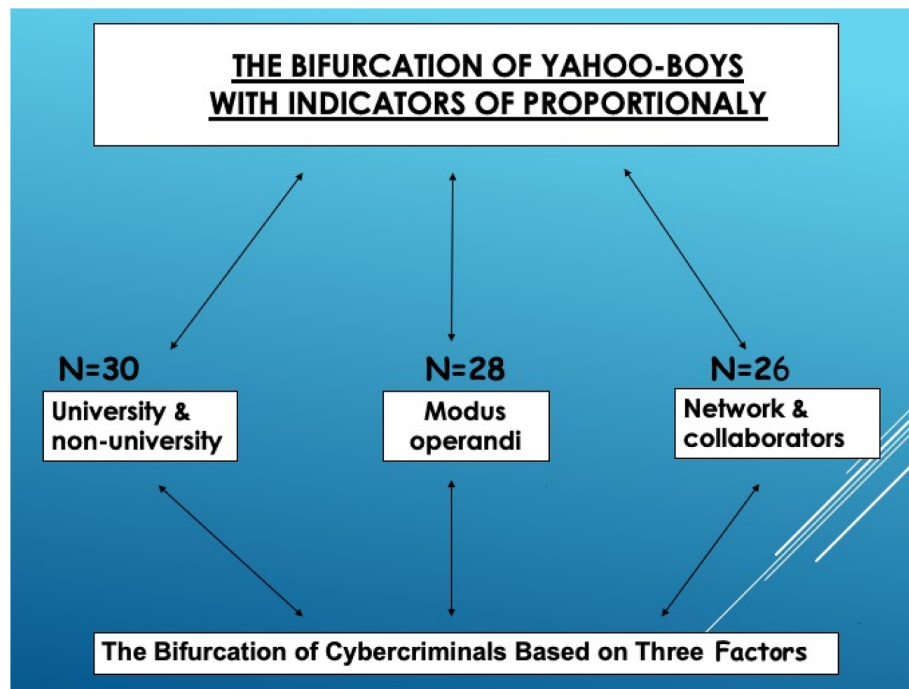 THE BIFURCATION OF YAHOO-BOYS
WITH INDICATORS OF PROPORTIONALY
N=30
University &
non-university
N=28
Modus
operandi
N=26
Network &
collaborators
The Bifurcation of Cybercriminals Based on Three Factors